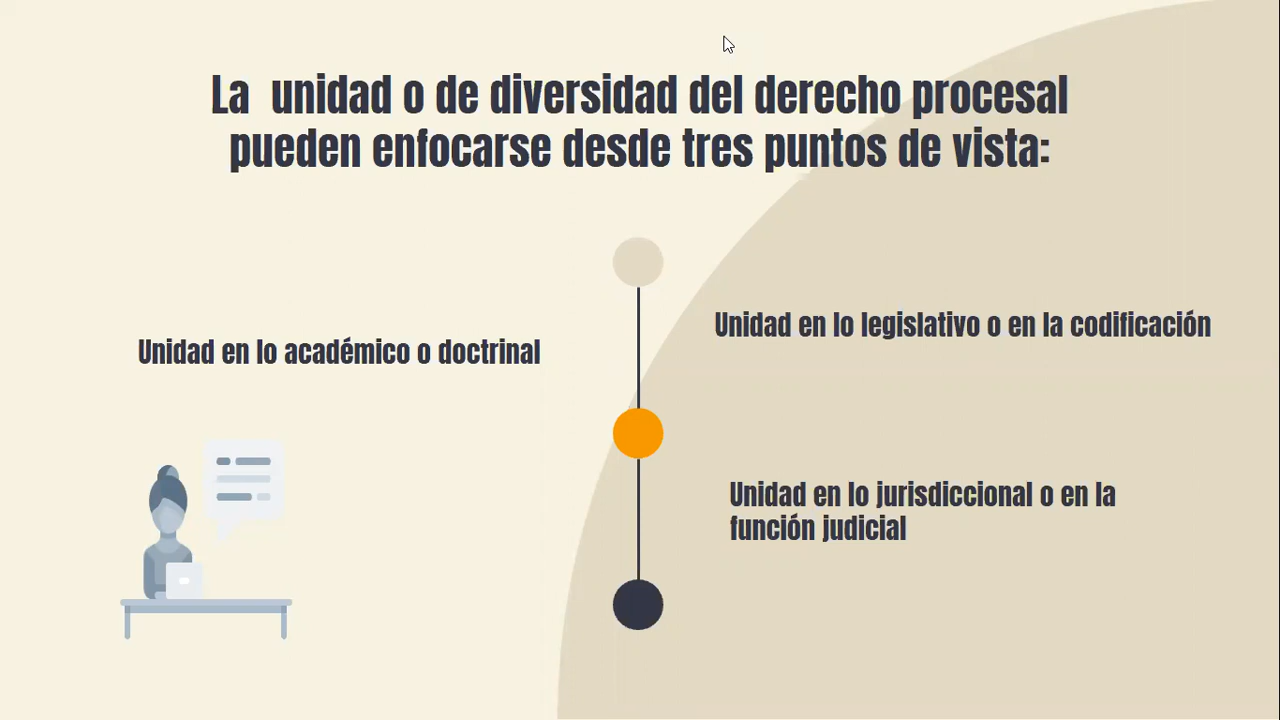 La  unidad o de diversidad del derecho procesal
pueden enfocarse desde tres puntos de vista:
Unidad en lo académico o doctrinal
Unidad en lo legislativo o en la codificación
Unidad en lo jurisdiccional o en la
función judicial